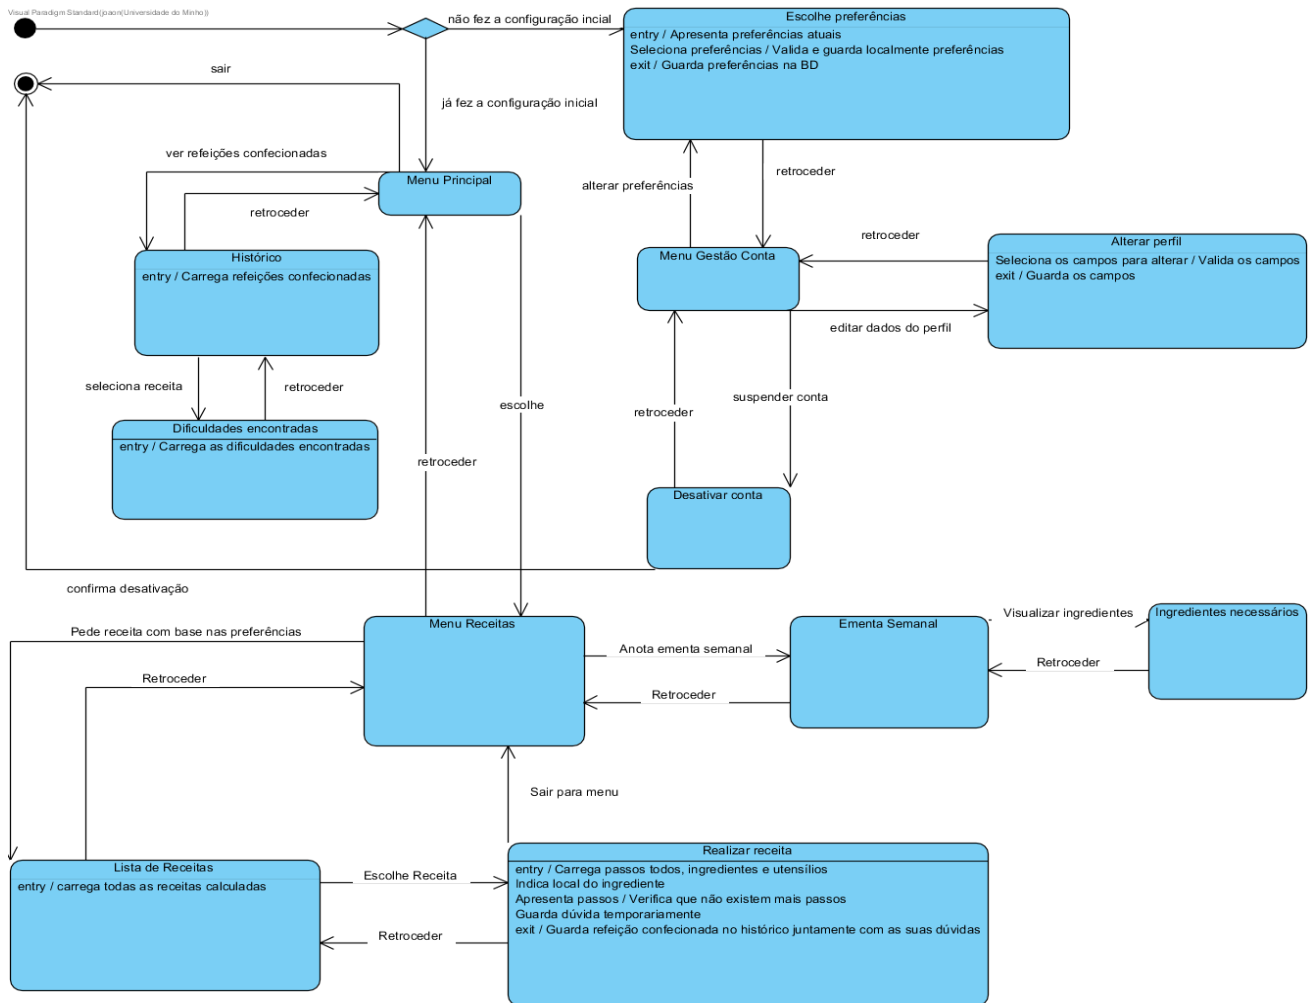 Visual Paradigm Standard(joaon(Universidade do Minho))
não fez a configuração incial
Escolhe preferências
entry / Apresenta preferências atuais
Seleciona preferências / Valida e guarda localmente preferências
exit / Guarda preferências na BD
sair
já fez a configuração inicial
ver refeições confecionadas
Menu Principal
retroceder
alterar preferências
retroceder
retroceder
Histórico
entry / Carrega refeições confecionadas
Menu Gestão Conta
Alterar perfil
Seleciona os campos para alterar / Valida os campos
exit / Guarda os campos
editar dados do perfil
seleciona receita
retroceder
escolhe
retroceder
suspender conta
Dificuldades encontradas
entry / Carrega as dificuldades encontradas
retroceder
Desativar conta
confirma desativação
Pede receita com base nas preferências
Menu Receitas
Anota ementa semanal
Ementa Semanal
Visualizar ingredientes
Ingredientes necessários
Retroceder
Retroceder
Retroceder
Sair para menu
Lista de Receitas
entry / carrega todas as receitas calculadas
Escolhe Receita
Retroceder
Realizar receita
entry / Carrega passos todos, ingredientes e utensílios
Indica local do ingrediente
Apresenta passos / Verifica que não existem mais passos
Guarda dúvida temporariamente
exit / Guarda refeição confecionada no histórico juntamente com as suas dúvidas